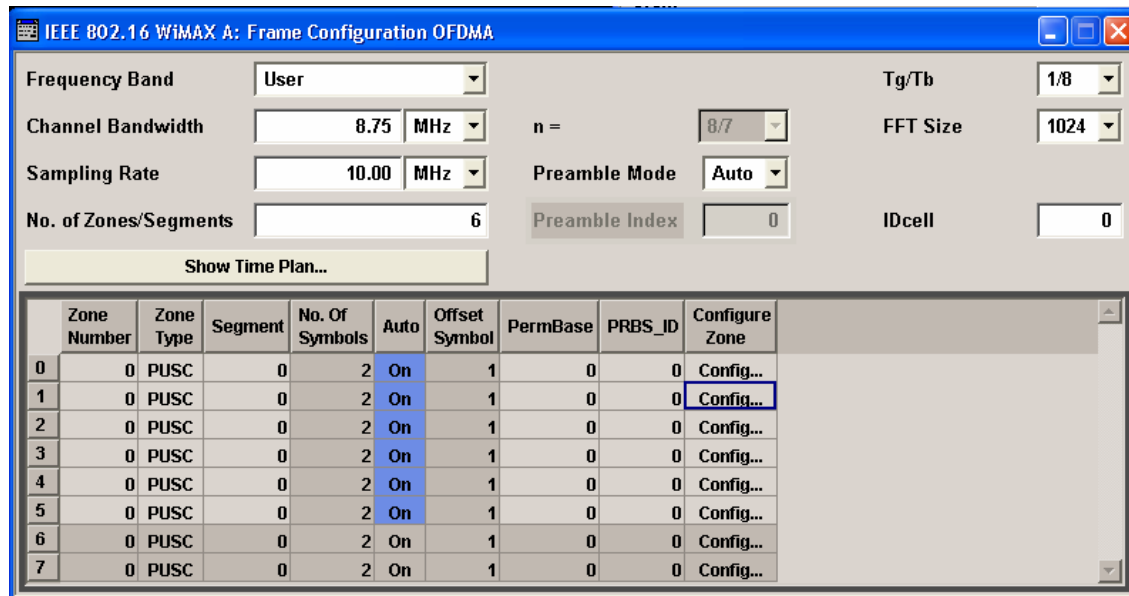 IEEE 802.16 WiMAX A: Frame Configuration OFDMA
Frequency Band User Tg/Tb 1/8
Channel Bandwidth 8.75 MHz n = 8/7 FFT Size 1024
Sampling Rate 10.00 MHz Preamble Mode Auto
No. of Zones/Segments 6 Preamble Index 0 IDcell 0
Show Time Plan...
Zone Number Zone Type Segment No. Of Symbols Auto Offset Symbol PermBase PRBS_ID Configure Zone
0 0 PUSC 0 2 On 1 0 0 Config...
1 0 PUSC 0 2 On 1 0 0 Config...
2 0 PUSC 0 2 On 1 0 0 Config...
3 0 PUSC 0 2 On 1 0 0 Config...
4 0 PUSC 0 2 On 1 0 0 Config...
5 0 PUSC 0 2 On 1 0 0 Config...
6 0 PUSC 0 2 On 1 0 0 Config...
7 0 PUSC 0 2 On 1 0 0 Config...